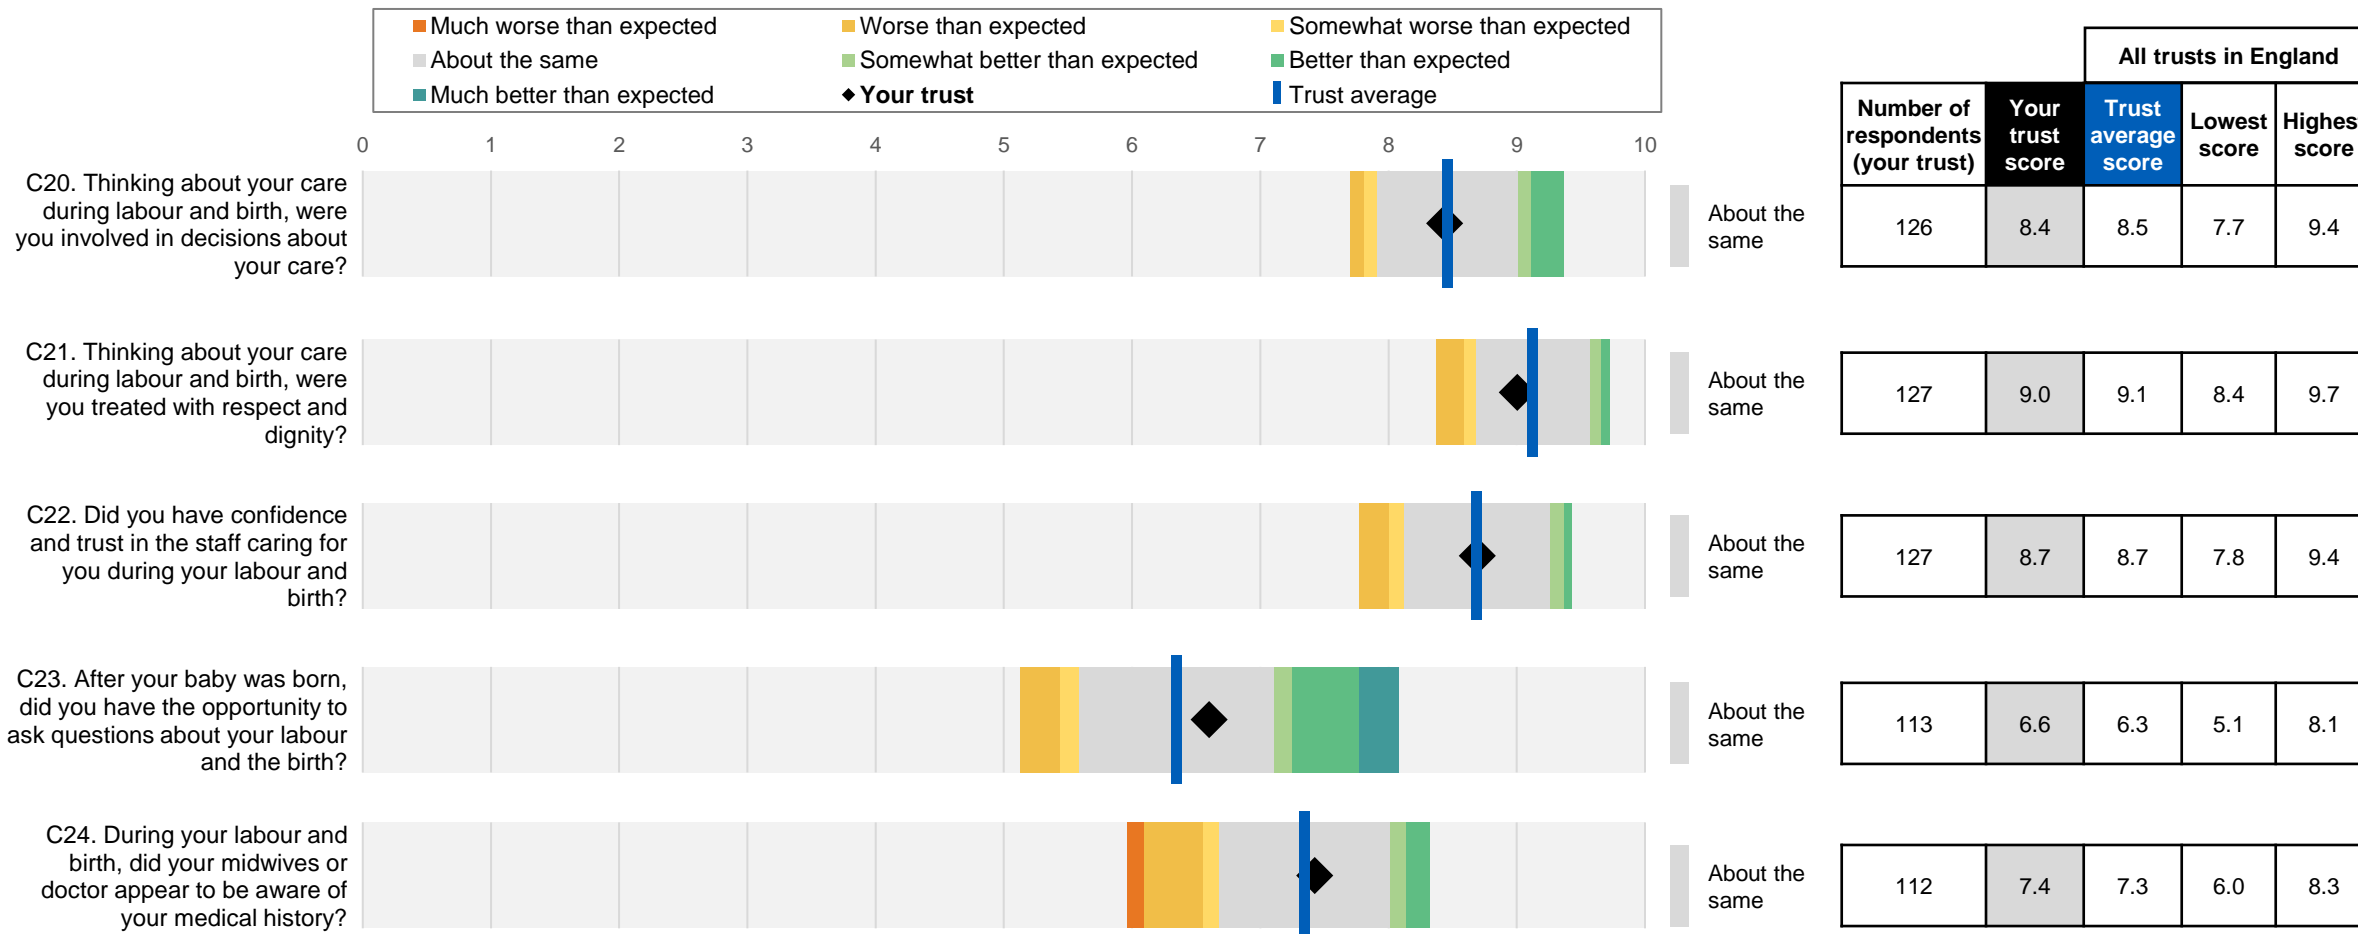 Much worse than expected
Worse than expected
Somewhat worse than expected
About the same
Somewhat better than expected
Better than expected
Much better than expected
Your trust
Trust average
All trusts in England
Number of
respondents
(your trust)
Your
trust
score
Trust
average
score
Lowest
score
Highes
score
0 1 2 3 4 5 6 7 8 9 10
C20. Thinking about your care
during labour and birth, were
you involved in decisions about
your care?
About the
same
126 8.4 8.5 7.7 9.4
C21. Thinking about your care
during labour and birth, were
you treated with respect and
dignity?
About the
same
127 9.0 9.1 8.4 9.7
C22. Did you have confidence
and trust in the staff caring for
you during your labour and
birth?
About the
same
127 8.7 8.7 7.8 9.4
C23. After your baby was born,
did you have the opportunity to
ask questions about your labour
and the birth?
About the
same
113 6.6 6.3 5.1 8.1
C24. During your labour and
birth, did your midwives or
doctor appear to be aware of
your medical history?
About the
same
112 7.4 7.3 6.0 8.3